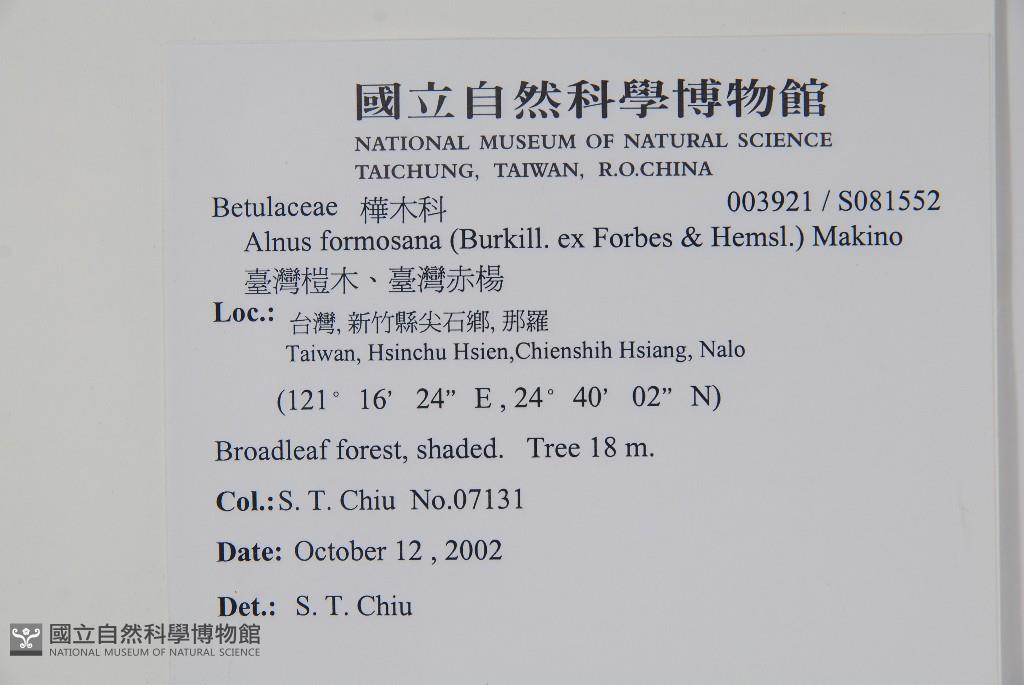 國立自然科學博物館
NATIONAL MUSEUM OF NATURAL SCIENCE
TAICHUNG, TAIWAN, R.O.CHINA
Betulaceae 樺木科 003921 / S081552
Alnus formosana (Burkill. ex Forbes & Hemsl.) Makino
臺灣榿木、臺灣赤楊
Loc.: 台灣, 新竹縣尖石鄉, 那羅
Taiwan, Hsinchu Hsien,Chienshih Hsiang, Nalo
(121° 16’ 24” E , 24° 40’ 02” N)
Broadleaf forest, shaded. Tree 18 m.
Col.: S. T. Chiu No.07131
Date: October 12 , 2002
Det.: S. T. Chiu
國立自然科學博物館
NATIONAL MUSEUM OF NATURAL SCIENCE